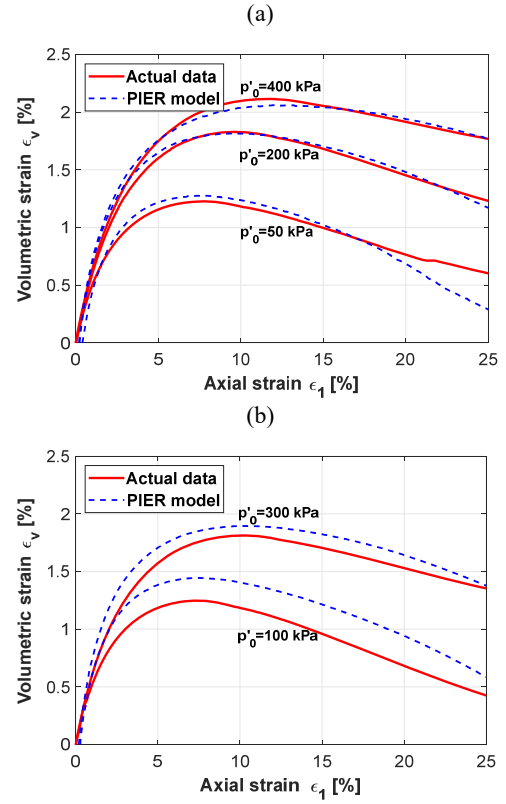 (a)
2.5
2
1.5
1
0.5
0
Volumetric strain ϵv [%]
Actual data
PIER model
p'0=400 kPa
p'0=200 kPa
p'0=50 kPa
0 5 10 15 20 25
Axial strain ϵ1 [%]
(b)
2.5
2
1.5
1
0.5
0
Volumetric strain ϵv [%]
Actual data
PIER model
p'0=300 kPa
p'0=100 kPa
0 5 10 15 20 25
Axial strain ϵ1 [%]